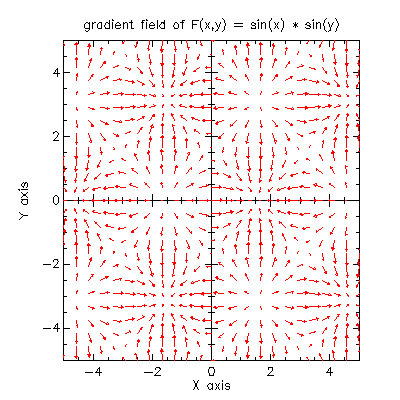 gradient field of F(x,y) = sin(x) * sin(y)
4
2
0
−2
−4
Y axis
−4 −2 0 2 4
X axis